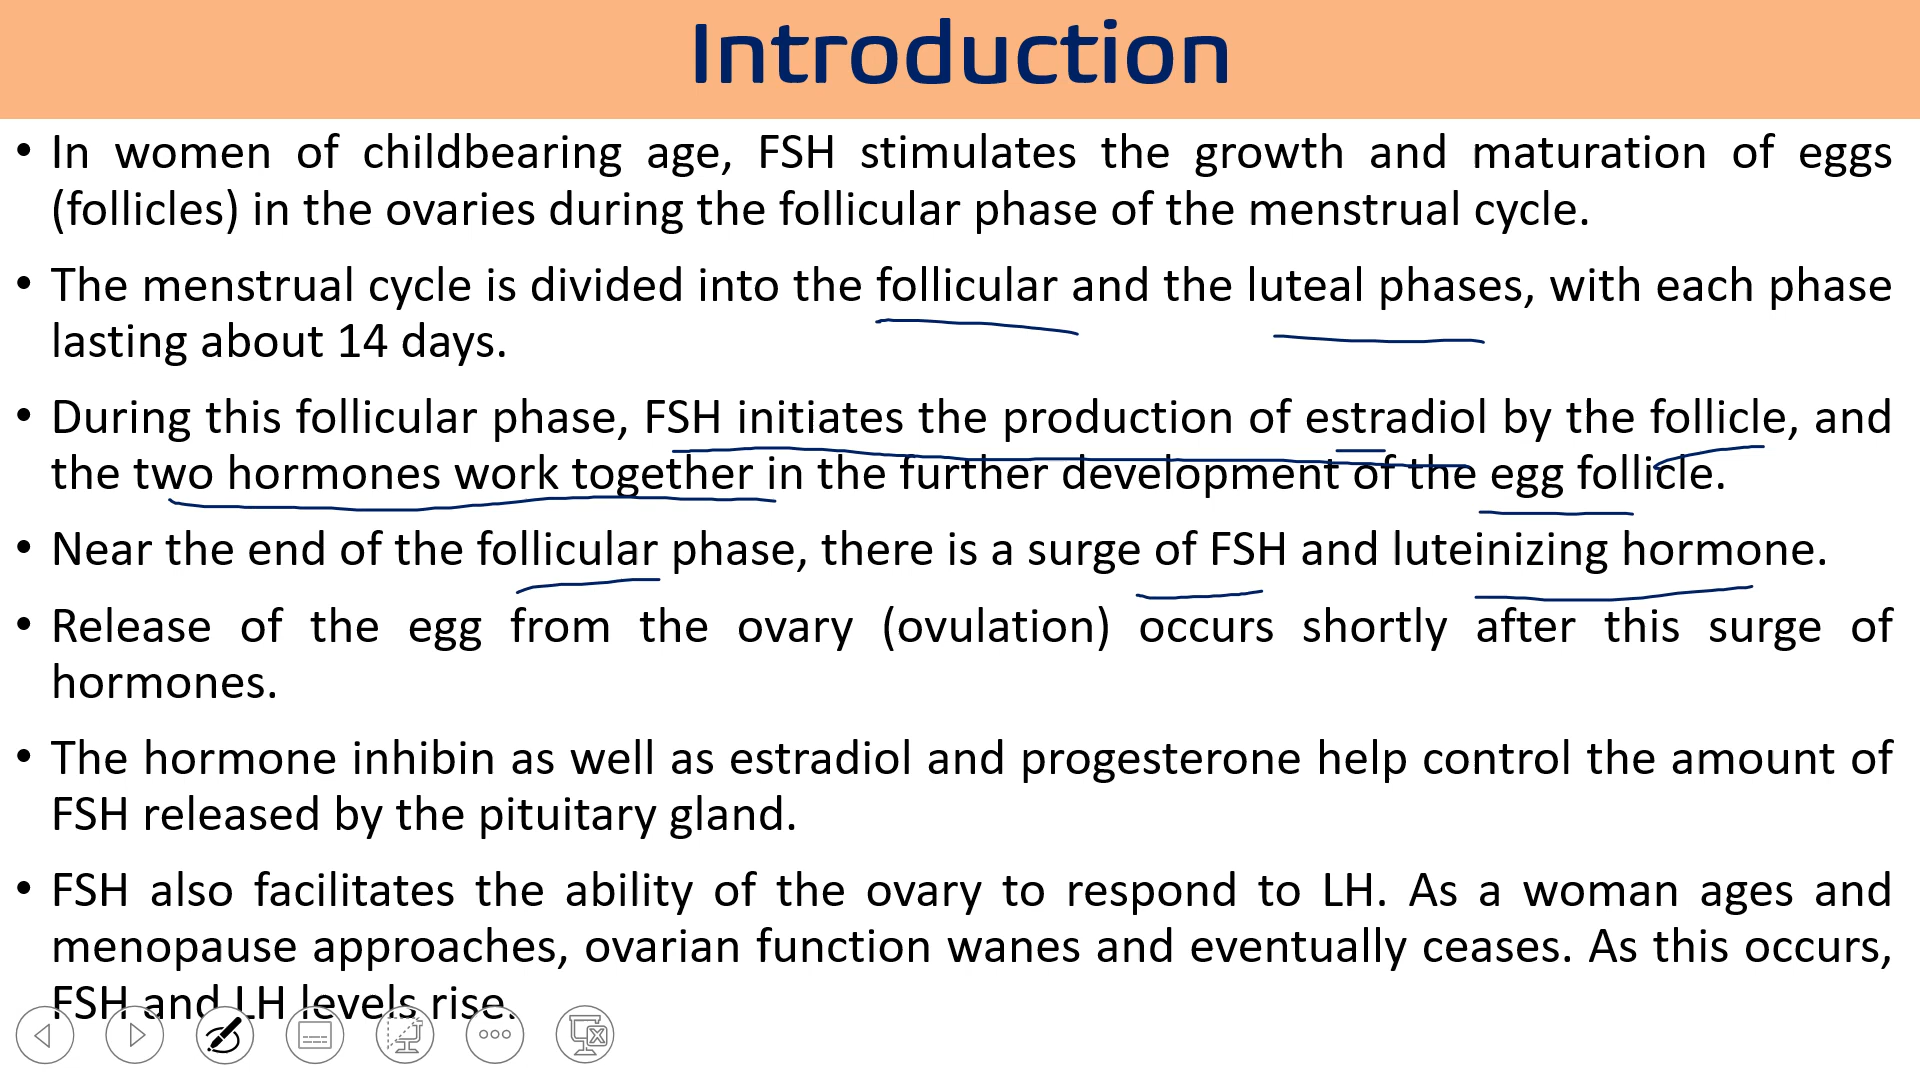 Introduction
• In women of childbearing age, FSH stimulates the growth and maturation of eggs
(follicles) in the ovaries during the follicular phase of the menstrual cycle.
• The menstrual cycle is divided into the follicular and the luteal phases, with each phase
lasting about 14 days.
• During this follicular phase, FSH initiates the production of estradiol by the follicle, and
the two hormones work together in the further development of the egg follicle.
• Near the end of the follicular phase, there is a surge of FSH and luteinizing hormone.
• Release of the egg from the ovary (ovulation) occurs shortly after this surge of
hormones.
• The hormone inhibin as well as estradiol and progesterone help control the amount of
FSH released by the pituitary gland.
• FSH also facilitates the ability of the ovary to respond to LH. As a woman ages and
menopause approaches, ovarian function wanes and eventually ceases. As this occurs,
FSH and LH levels rise.